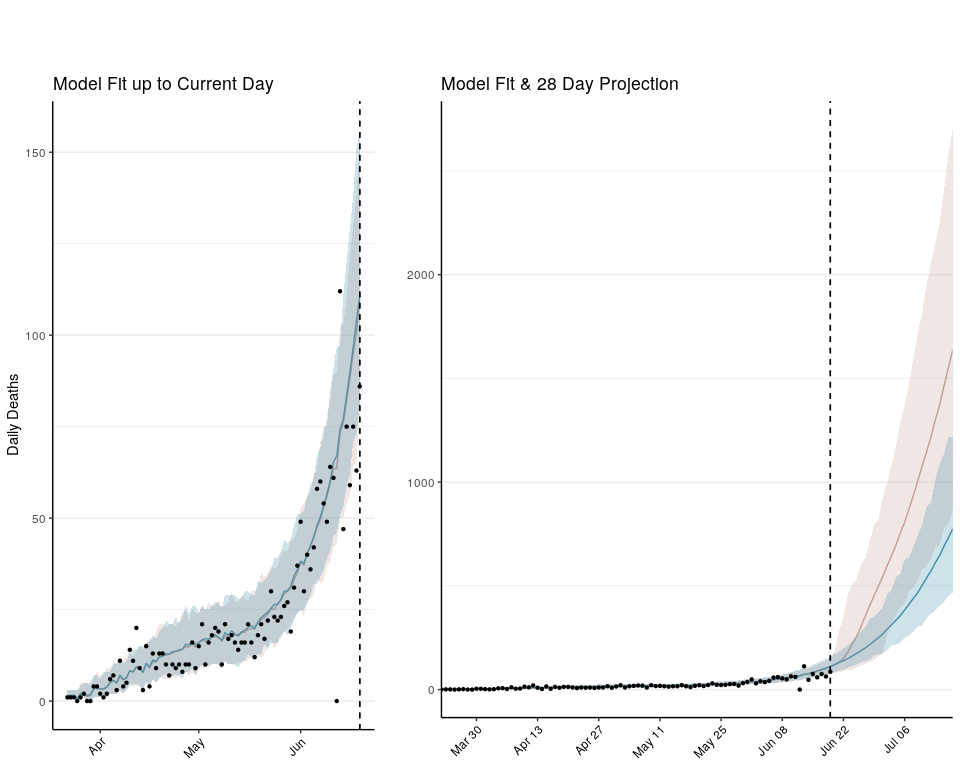 Model Fit up to Current Day
Daily Deaths
150
100
50
0
Apr
May
Jun
Model Fit & 28 Day Projection
2000
1000
0
Mar 30
Apr 13
Apr 27
May 11
May 25
Jun 08
Jun 22
Jul 06